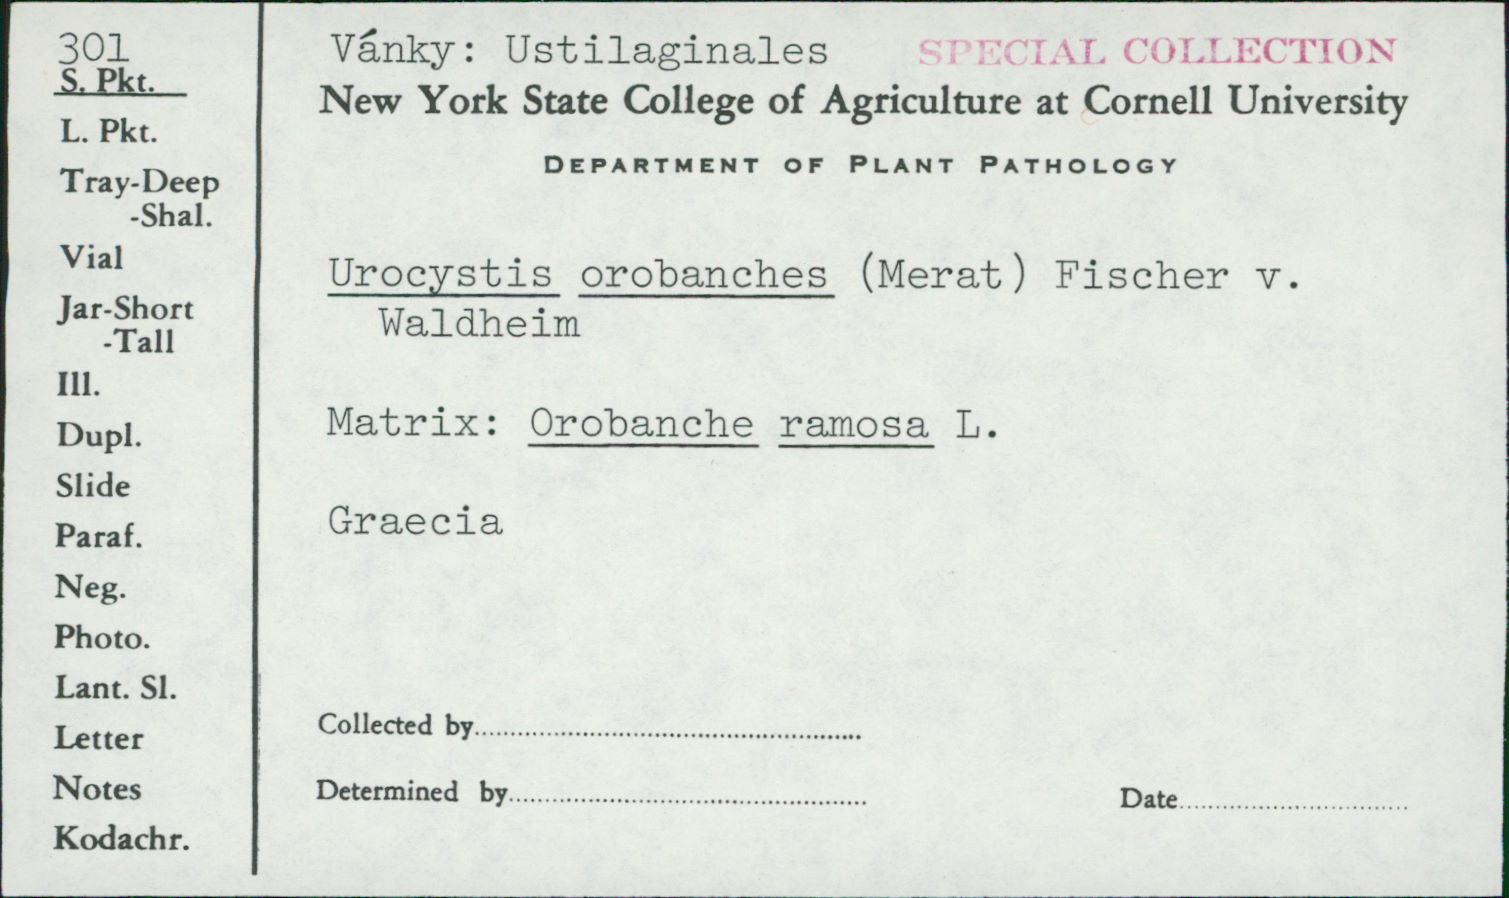 301
S. Pkt.
L. Pkt.
Tray-Deep
-Shal.
Vial
Jar-Short
-Tall
Ill.
Dupl.
Slide
Paraf.
Neg.
Photo.
Lant. Sl.
Letter
Notes
Kodachr.
Vánky: Ustilaginales SPECIAL COLLECTION
New York State College of Agriculture at Cornell University
DEPARTMENT OF PLANT PATHOLOGY
Urocystis orobanches (Merat) Fischer v.
Waldheim
Matrix: Orobanche ramosa L.
Graecia
Collected by
Determined by
Date